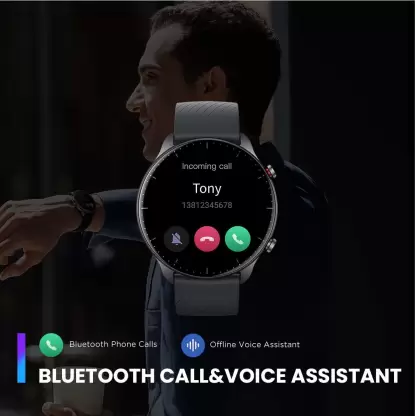 Incoming call
Tony
13812345678
Bluetooth Phone Calls
Offline Voice Assistant
BLUETOOTH CALL&VOICE ASSISTANT